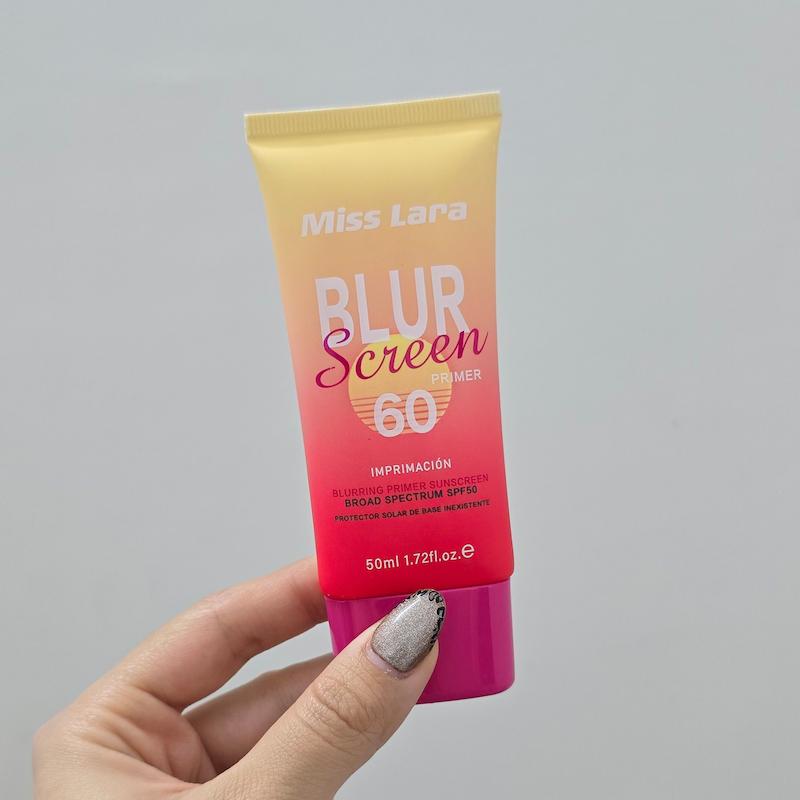 Miss Lara
BLUR
Screen
PRIMER
60
IMPRIMACIÓN
BLURRING PRIMER SUNSCREEN
BROAD SPECTRUM SPF50
PROTECTOR SOLAR DE BASE INEXISTENTE
50ml 1.72fl.oz.e